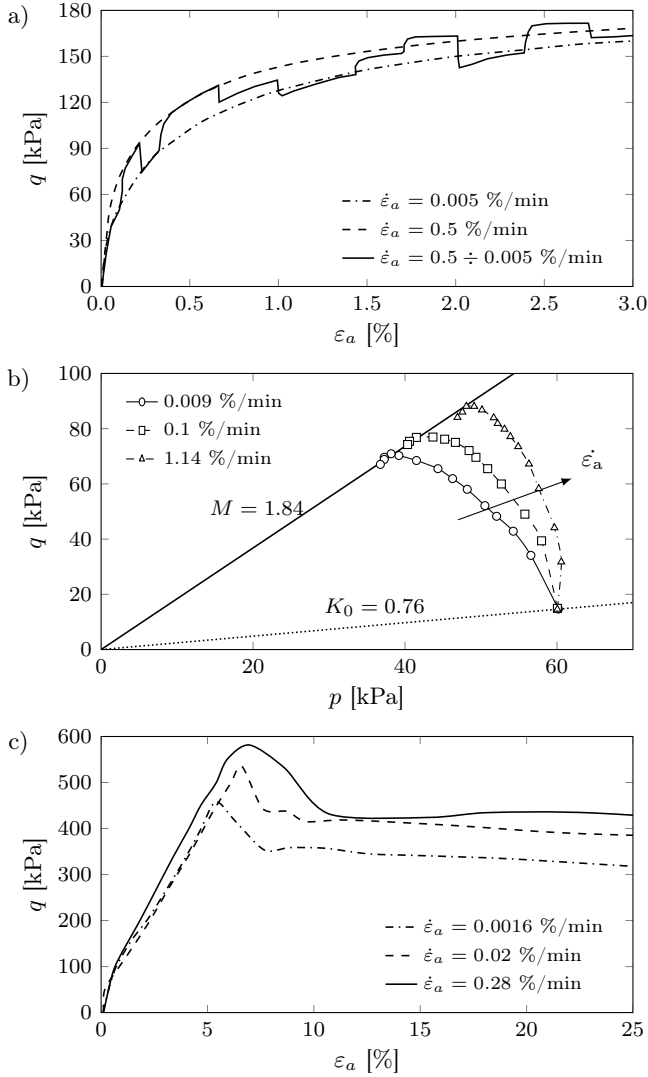 a)
180
150
120
90
60
30
0
q [kPa]
ε̇ₐ = 0.005 %/min
ε̇ₐ = 0.5 %/min
ε̇ₐ = 0.5 ÷ 0.005 %/min
0.0 0.5 1.0 1.5 2.0 2.5 3.0
εₐ [%]
b)
100
80
60
40
20
0
q [kPa]
0.009 %/min
0.1 %/min
1.14 %/min
ε̇ₐ
M = 1.84
K₀ = 0.76
0 20 40 60
p [kPa]
c)
600
500
400
300
200
100
0
q [kPa]
ε̇ₐ = 0.0016 %/min
ε̇ₐ = 0.02 %/min
ε̇ₐ = 0.28 %/min
0 5 10 15 20 25
εₐ [%]